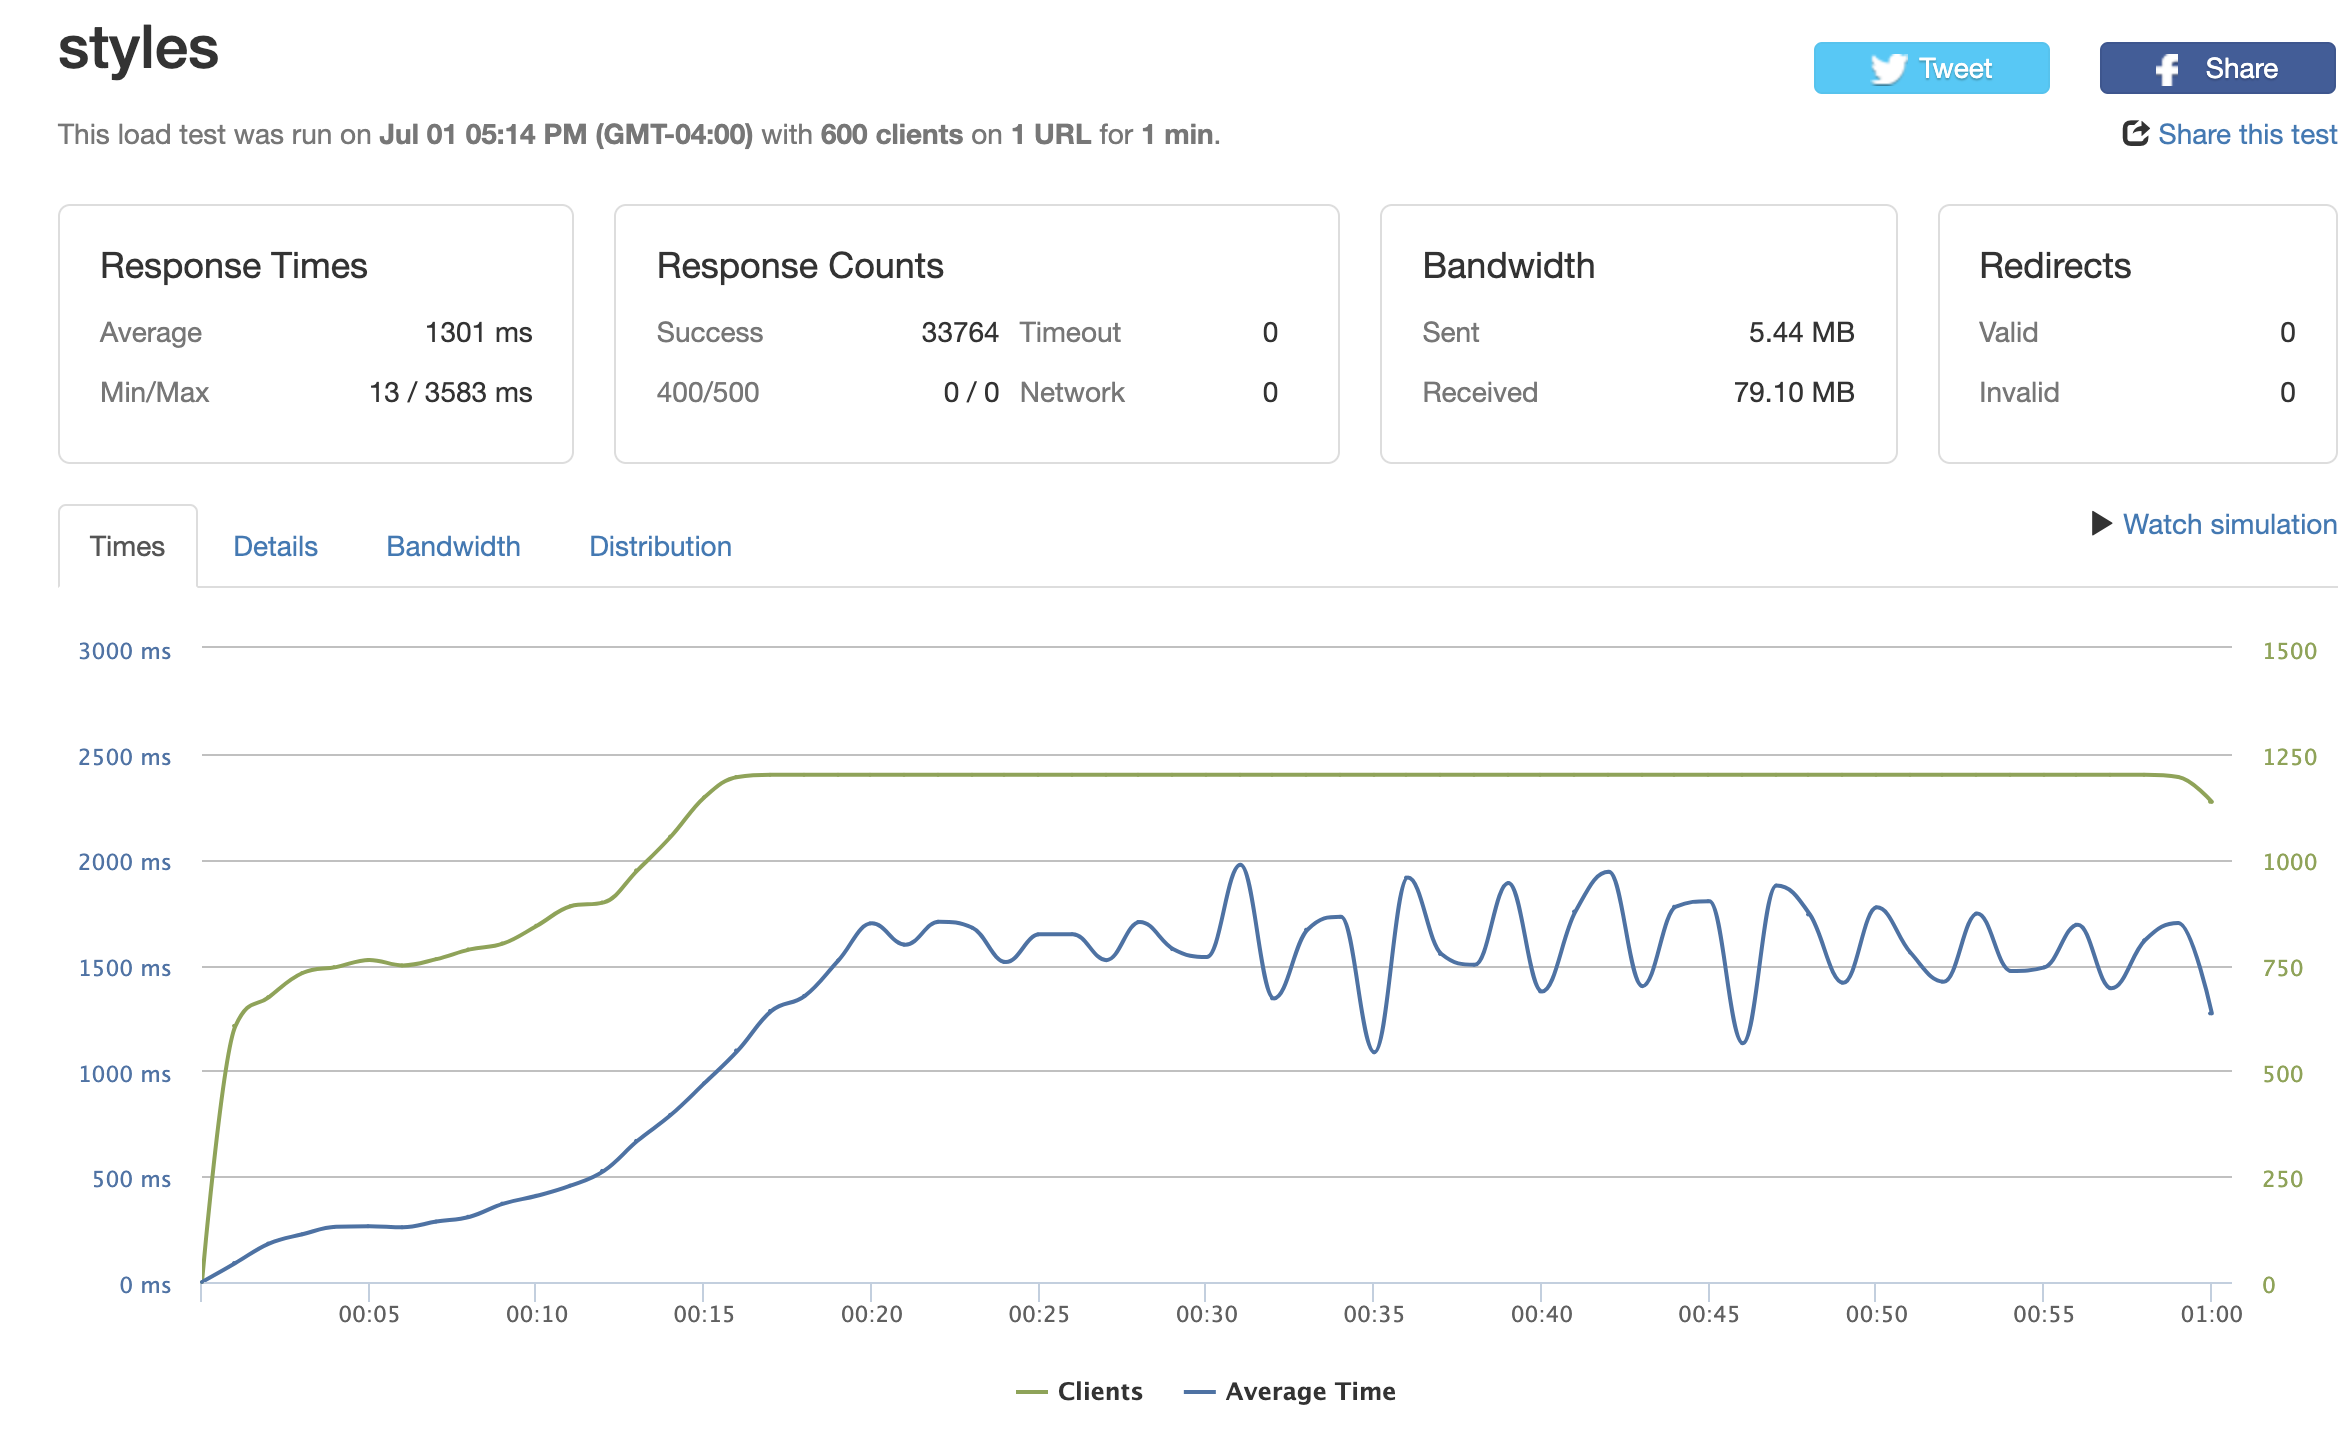 styles
Tweet
Share
This load test was run on Jul 01 05:14 PM (GMT-04:00) with 600 clients on 1 URL for 1 min.
Share this test
Response Times
Average 1301 ms
Min/Max 13 / 3583 ms
Response Counts
Success 33764 Timeout 0
400/500 0 / 0 Network 0
Bandwidth
Sent 5.44 MB
Received 79.10 MB
Redirects
Valid 0
Invalid 0
Times Details Bandwidth Distribution
Watch simulation
3000 ms 1500
2500 ms 1250
2000 ms 1000
1500 ms 750
1000 ms 500
500 ms 250
0 ms 0
00:05 00:10 00:15 00:20 00:25 00:30 00:35 00:40 00:45 00:50 00:55 01:00
Clients Average Time